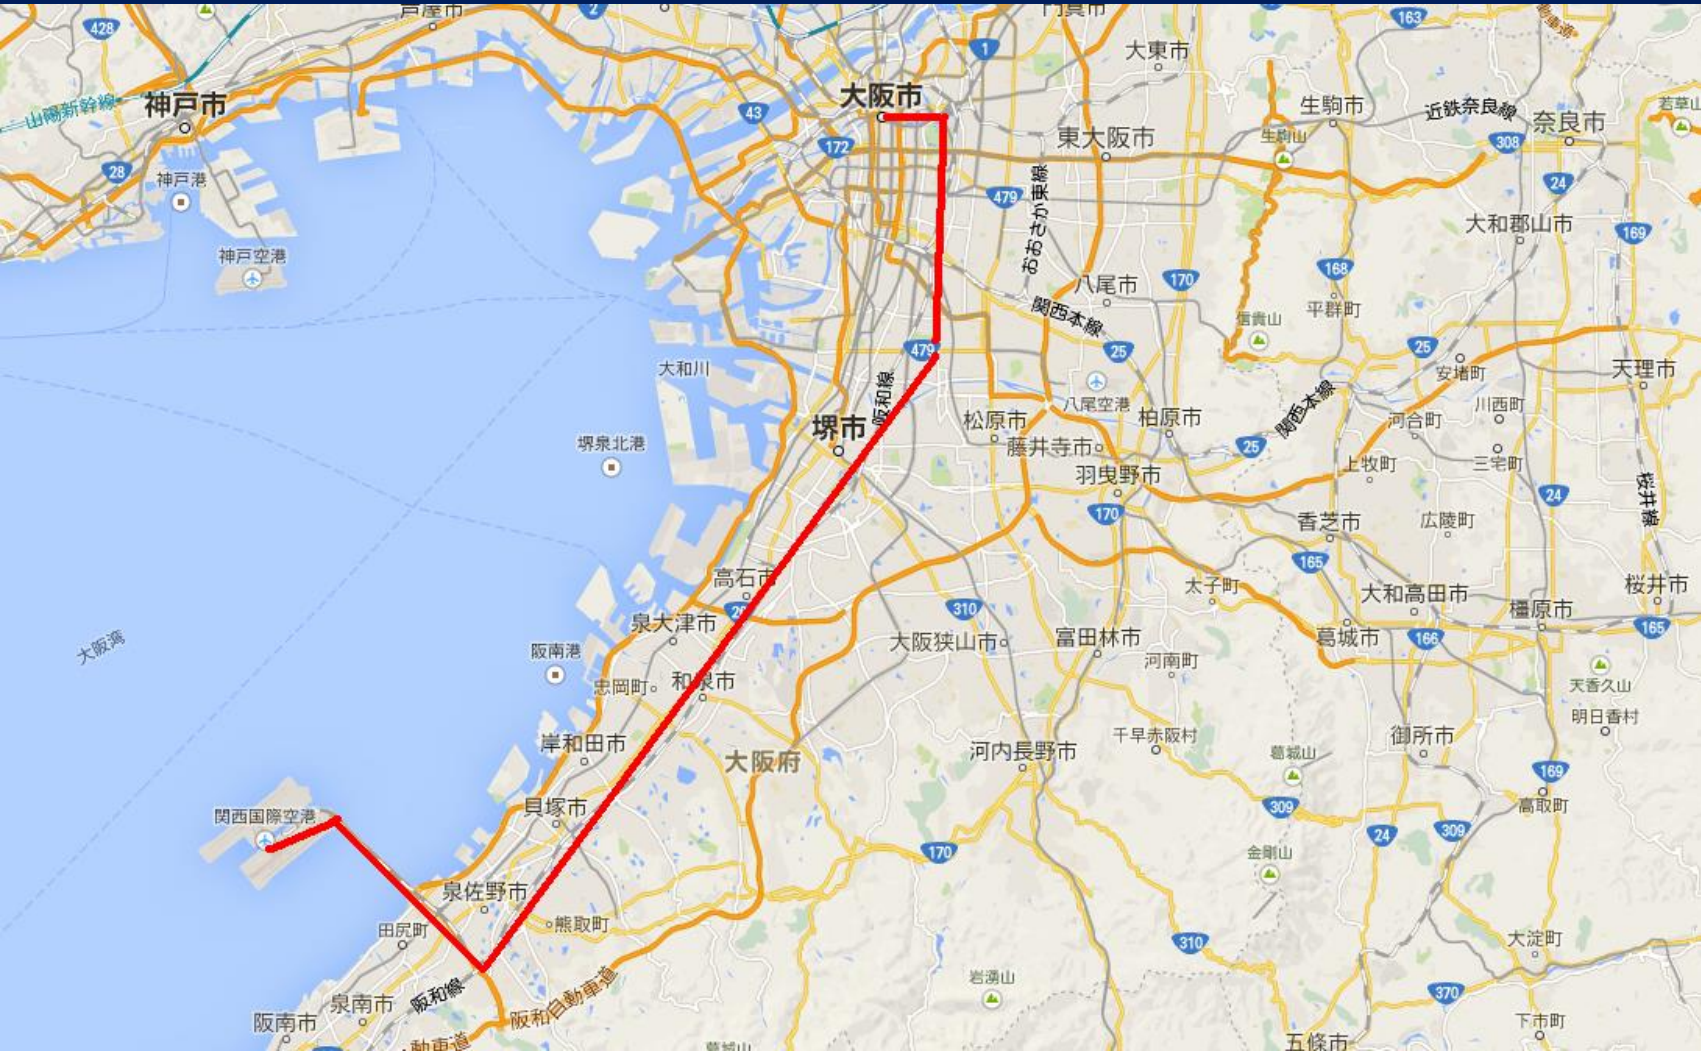 芦屋市
2
門真市
163
428
1
大東市
大阪市
神戸市
山陽新幹線
43
生駒市
近鉄奈良線
若草山
奈良市
東大阪市
生駒山
172
308
28
神戸港
おおさか東線
479
24
大和郡山市
169
神戸空港
八尾市
170
168
平群町
関西本線
信貴山
479
25
25
大和川
阪和線
安堵町
天理市
八尾空港
川西町
松原市
柏原市
関西本線
河合町
堺市
堺泉北港
藤井寺市
25
上牧町
三宅町
羽曳野市
170
24
桜井線
香芝市
広陵町
165
高石市
太子町
大和高田市
桜井市
310
橿原市
泉大津市
大阪狭山市
富田林市
葛城市
166
165
大阪湾
阪南港
河南町
忠岡町
和泉市
天香久山
明日香村
岸和田市
大阪府
河内長野市
千早赤阪村
葛城山
御所市
169
貝塚市
関西国際空港
309
高取町
24
309
170
金剛山
泉佐野市
熊取町
田尻町
310
大淀町
岩湧山
阪和線
泉南市
370
阪南市
阪和自動車道
下市町
動車道
五條市